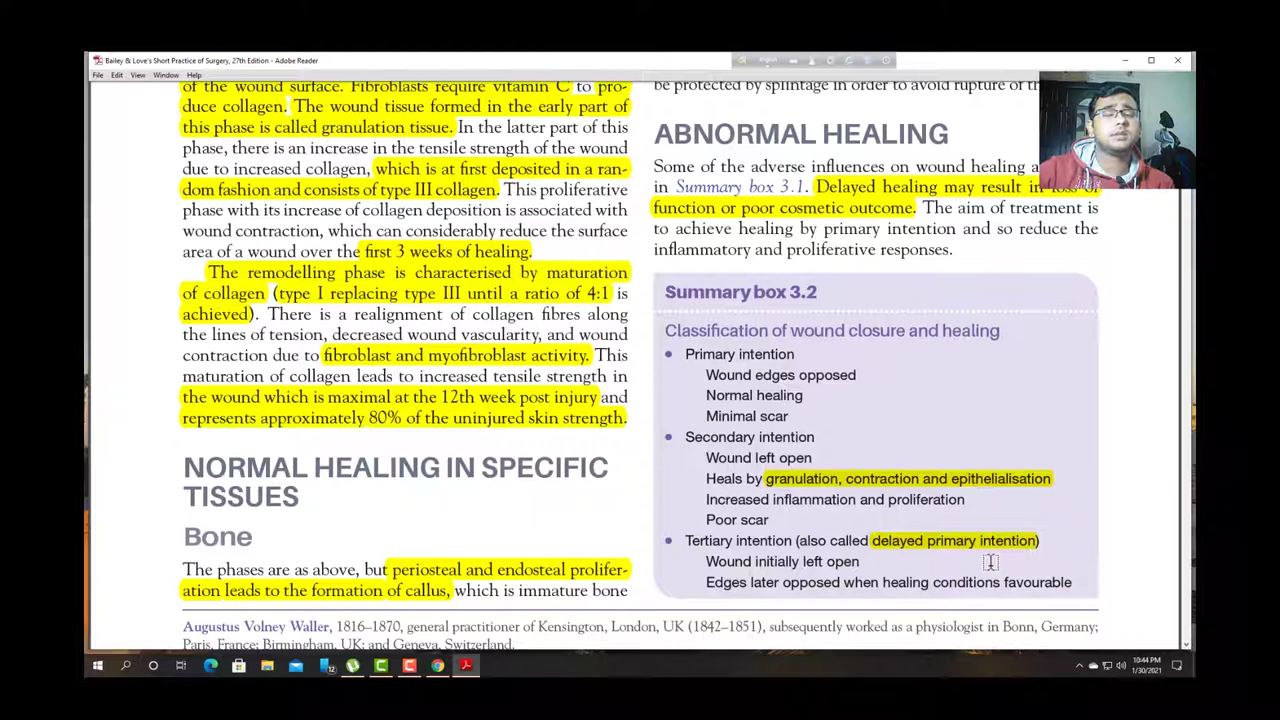 Bailey & Love's Short Practice of Surgery, 27th Edition - Adobe Reader
File Edit View Window Help
English
of the wound surface. Fibroblasts require vitamin C to pro-
duce collagen. The wound tissue formed in the early part of
this phase is called granulation tissue. In the latter part of this
phase, there is an increase in the tensile strength of the wound
due to increased collagen, which is at first deposited in a ran-
dom fashion and consists of type III collagen. This proliferative
phase with its increase of collagen deposition is associated with
wound contraction, which can considerably reduce the surface
area of a wound over the first 3 weeks of healing.
The remodelling phase is characterised by maturation
of collagen (type I replacing type III until a ratio of 4:1 is
achieved). There is a realignment of collagen fibres along
the lines of tension, decreased wound vascularity, and wound
contraction due to fibroblast and myofibroblast activity. This
maturation of collagen leads to increased tensile strength in
the wound which is maximal at the 12th week post injury and
represents approximately 80% of the uninjured skin strength.
NORMAL HEALING IN SPECIFIC
TISSUES
Bone
The phases are as above, but periosteal and endosteal prolifer-
ation leads to the formation of callus, which is immature bone
be protected by splintage in order to avoid rupture of
ABNORMAL HEALING
Some of the adverse influences on wound healing
in Summary box 3.1. Delayed healing may result in loss of
function or poor cosmetic outcome. The aim of treatment is
to achieve healing by primary intention and so reduce the
inflammatory and proliferative responses.
Summary box 3.2
Classification of wound closure and healing
● Primary intention
Wound edges opposed
Normal healing
Minimal scar
● Secondary intention
Wound left open
Heals by granulation, contraction and epithelialisation
Increased inflammation and proliferation
Poor scar
● Tertiary intention (also called delayed primary intention)
Wound initially left open
Edges later opposed when healing conditions favourable
Augustus Volney Waller, 1816–1870, general practitioner of Kensington, London, UK (1842–1851), subsequently worked as a physiologist in Bonn, Germany;
Paris, France; Birmingham, UK; and Geneva, Switzerland.
12
10:44 PM
1/30/2021